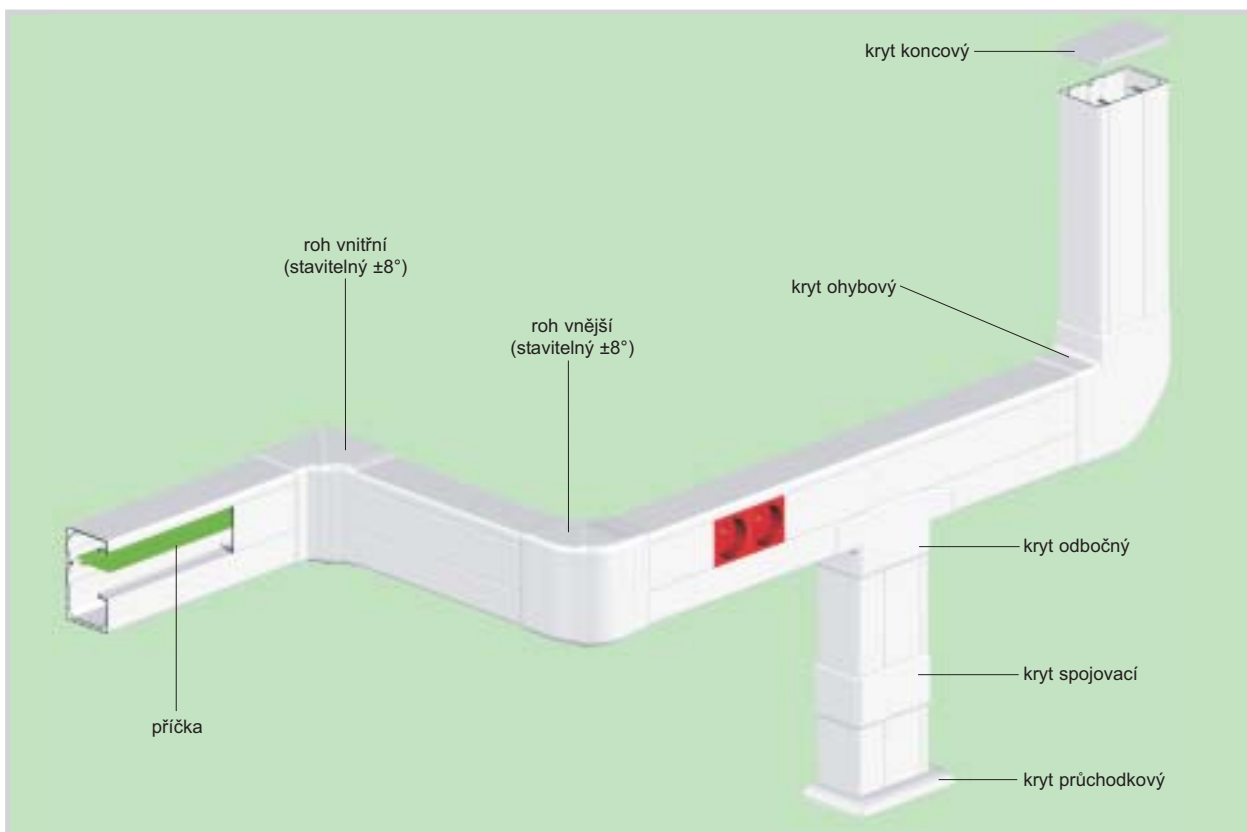 kryt koncový
roh vnitřní
(stavitelný ±8°)
kryt ohybový
roh vnější
(stavitelný ±8°)
kryt odbočný
kryt spojovací
příčka
kryt průchodkový